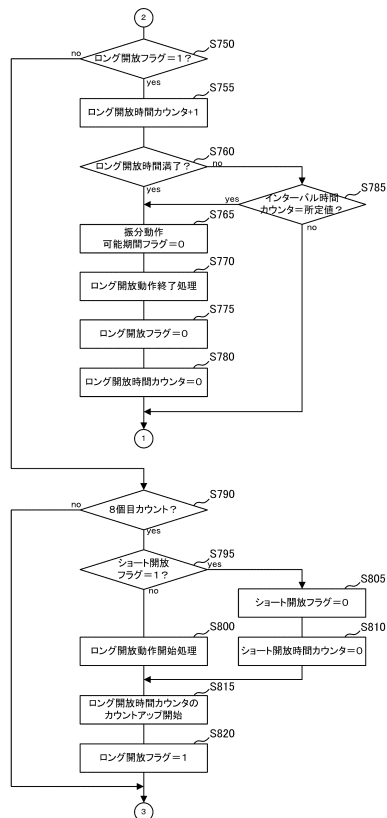 2
S750
ロング開放フラグ=1?
no
yes
S755
ロング開放時間カウンタ+1
S760
ロング開放時間満了?
no
yes
S785
インターバル時間
カウンタ=所定値?
yes
no
S765
振分動作
可能期間フラグ=0
S770
ロング開放動作終了処理
S775
ロング開放フラグ=0
S780
ロング開放時間カウンタ=0
1
S790
8個目カウント?
no
yes
S795
ショート開放
フラグ=1?
yes
no
S805
ショート開放フラグ=0
S800
ロング開放動作開始処理
S810
ショート開放時間カウンタ=0
S815
ロング開放時間カウンタの
カウントアップ開始
S820
ロング開放フラグ=1
3